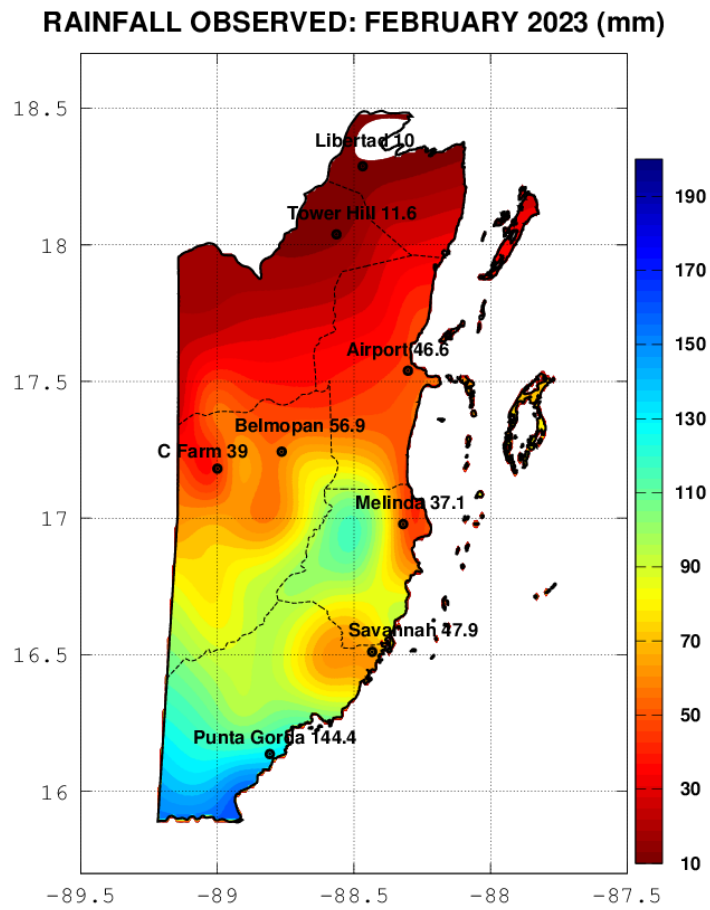 RAINFALL OBSERVED: FEBRUARY 2023 (mm)
18.5
Libertad 10
190
Tower Hill 11.6
18
170
150
Airport 46.6
17.5
130
Belmopan 56.9
C Farm 39
110
Melinda 37.1
17
90
70
Savannah 47.9
16.5
50
Punta Gorda 144.4
30
16
10
-89.5
-89
-88.5
-88
-87.5